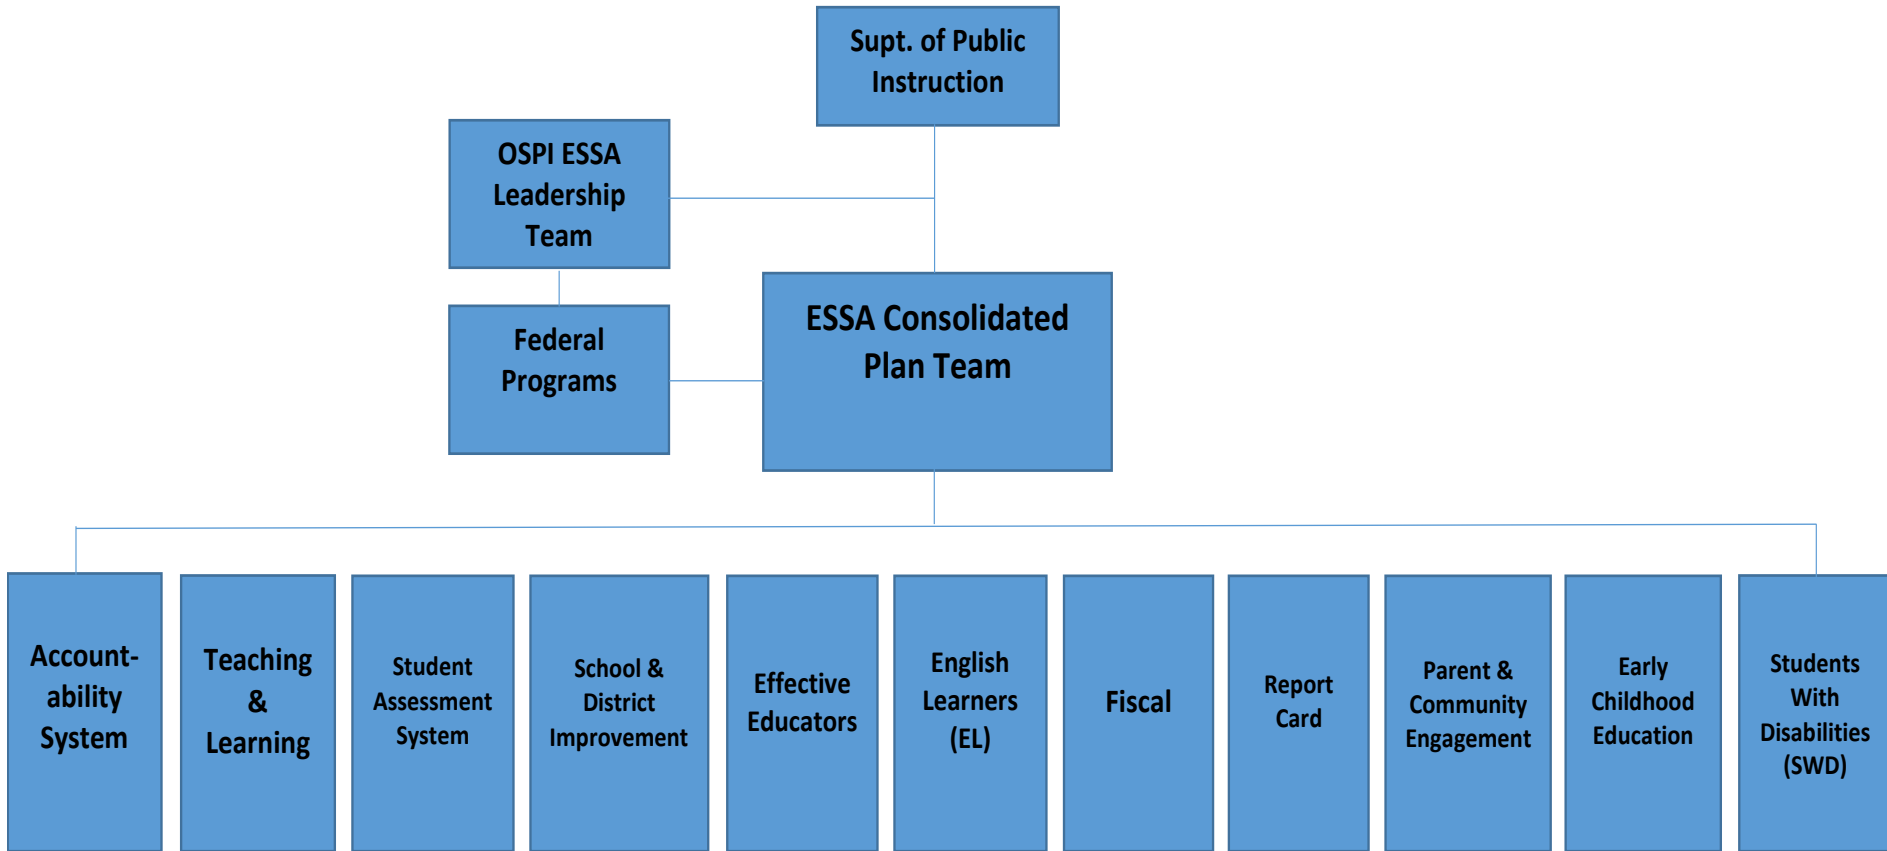 Supt. of Public
Instruction
OSPI ESSA
Leadership
Team
Federal
Programs
ESSA Consolidated
Plan Team
Account-
ability
System
Teaching
&
Learning
Student
Assessment
System
School &
District
Improvement
Effective
Educators
English
Learners
(EL)
Fiscal
Report
Card
Parent &
Community
Engagement
Early
Childhood
Education
Students
With
Disabilities
(SWD)